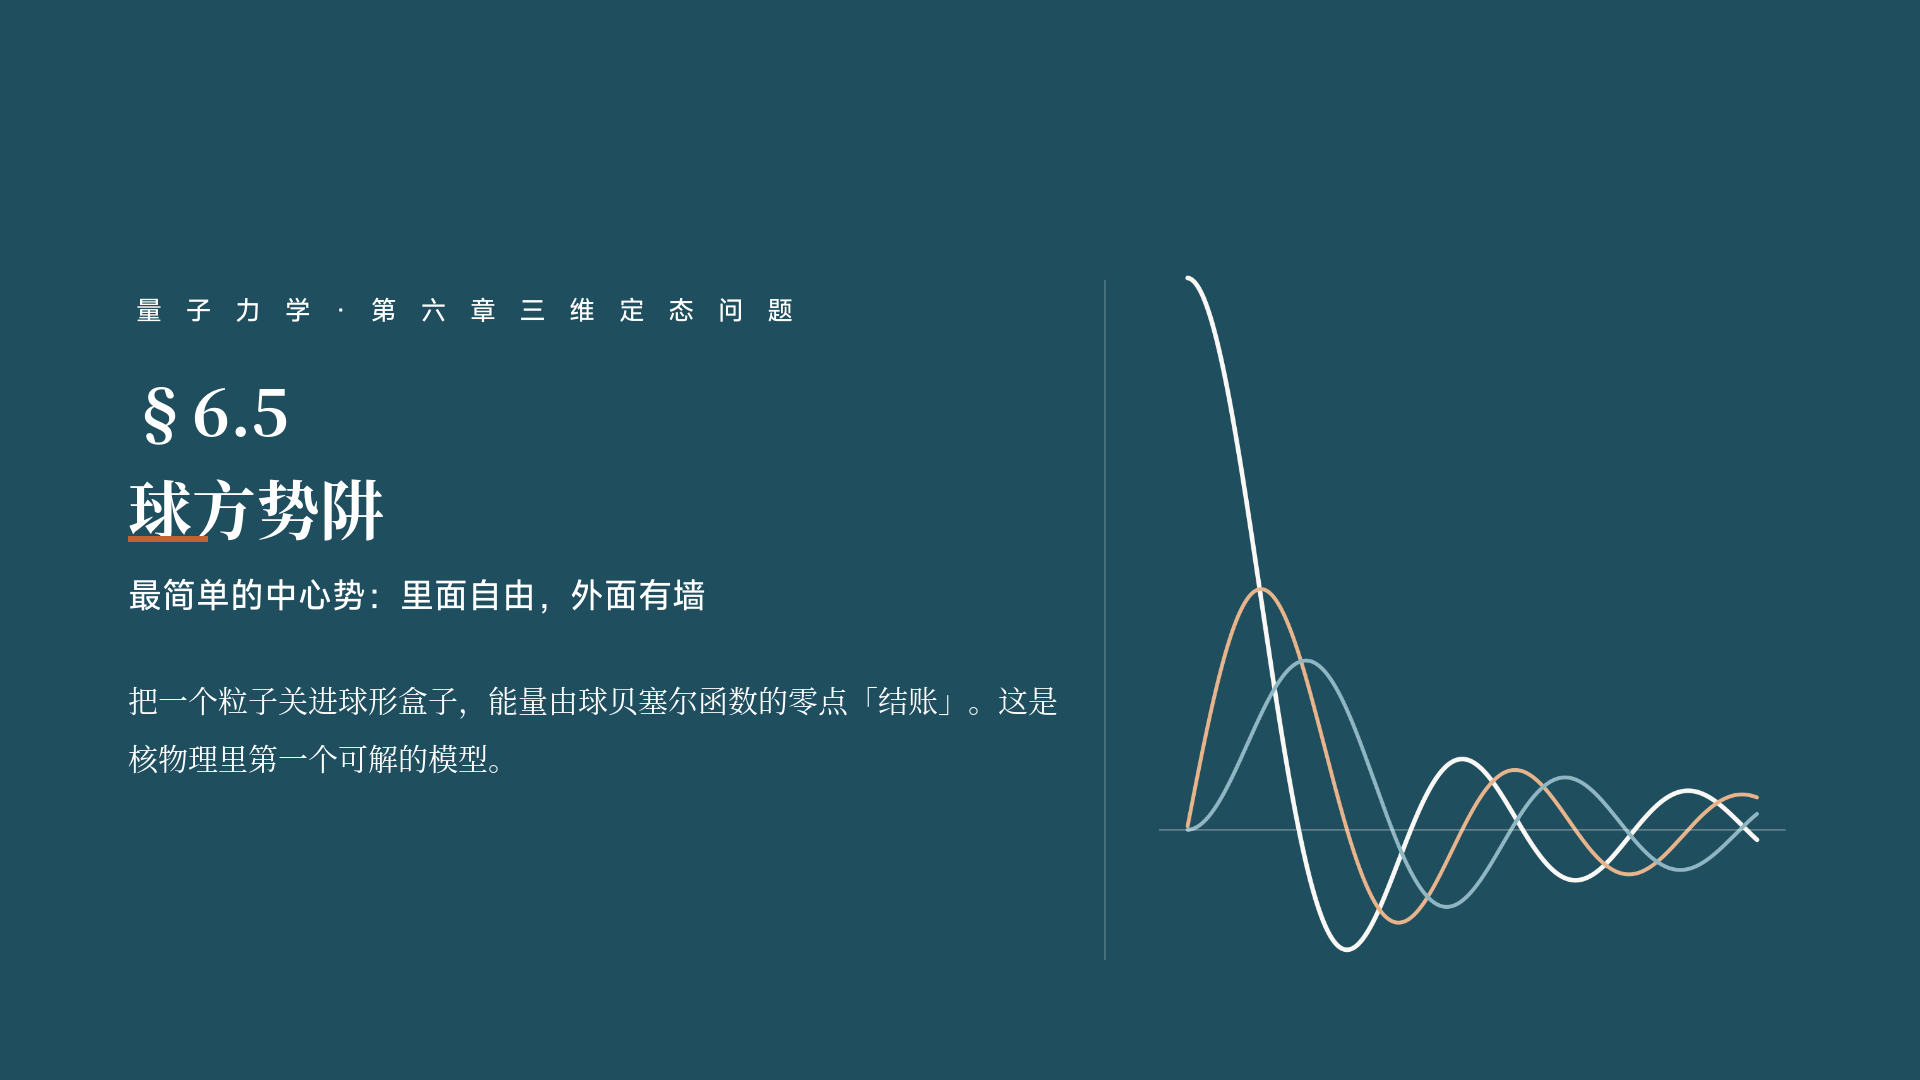 量子力学·第六章三维定态问题
§6.5
球方势阱
最简单的中心势：里面自由，外面有墙
把一个粒子关进球形盒子，能量由球贝塞尔函数的零点「结账」。这是
核物理里第一个可解的模型。